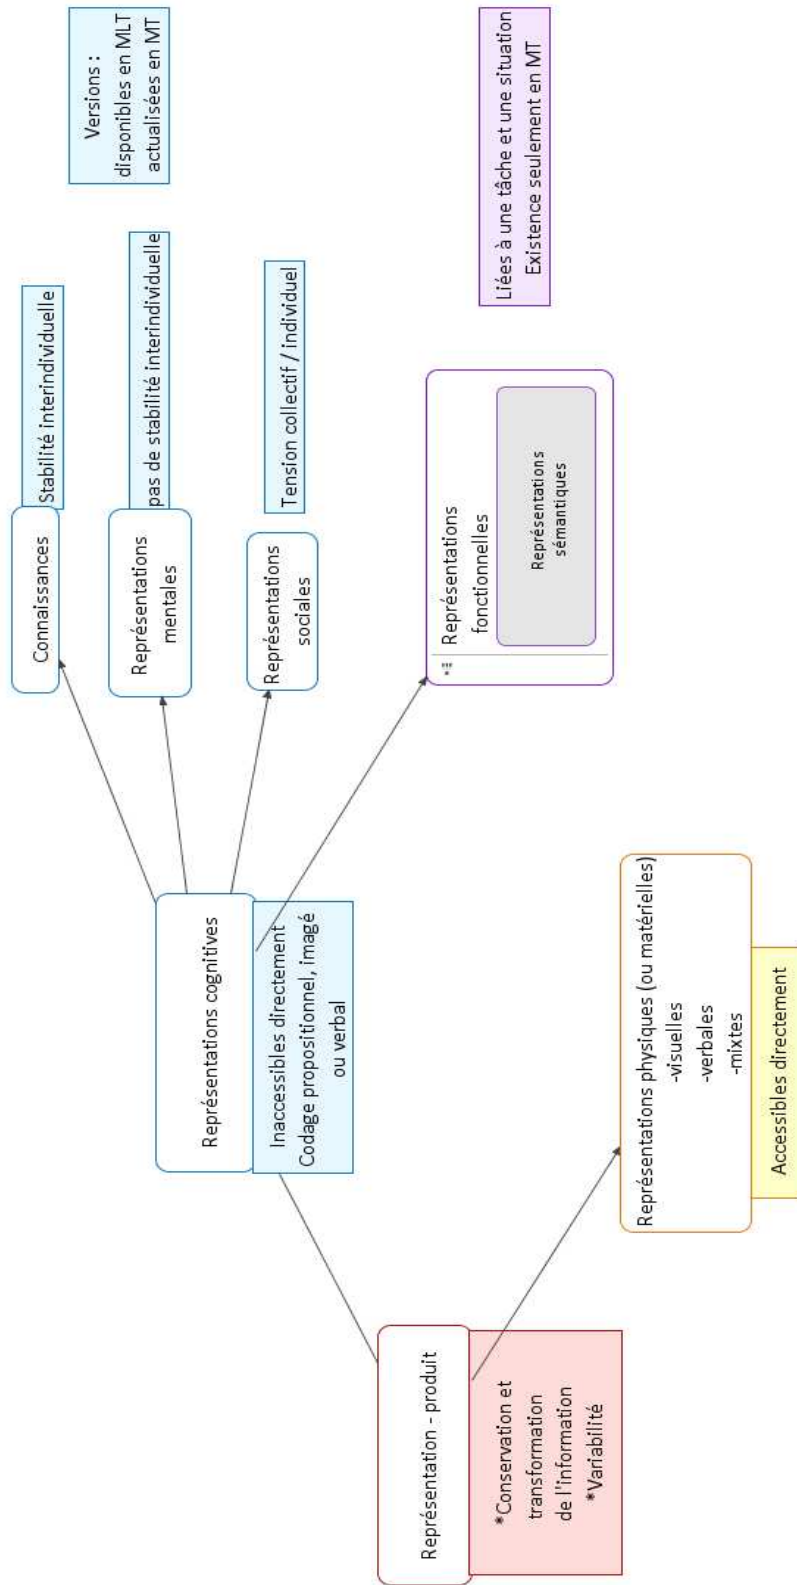 Représentation - produit
*Conservation et
transformation
de l'information
*Variabilité
Représentations cognitives
Inaccessibles directement
Codage propositionnel, imagé
ou verbal
Représentations physiques (ou matérielles)
-visuelles
-verbales
-mixtes
Accessibles directement
Connaissances
Stabilité interindividuelle
Représentations
mentales
pas de stabilité interindividuelle
Représentations
sociales
Tension collectif / individuel
Versions :
disponibles en MLT
actualisées en MT
Représentations
fonctionnelles
Représentations
sémantiques
Liées à une tâche et une situation
Existence seulement en MT